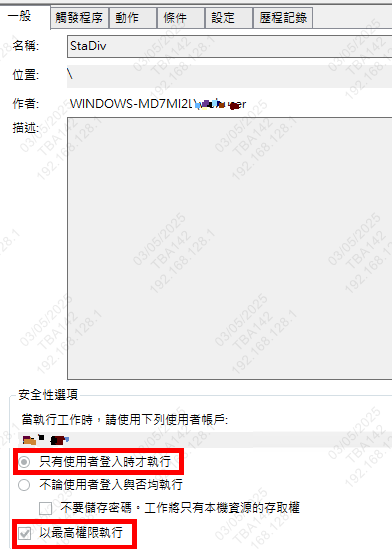 一般 觸發程序 動作 條件 設定 歷程記錄
名稱: StaDiv
位置: \
作者: WINDOWS-MD7MI2L
描述:
03/05/2025
TBA142
192.168.128.1
安全性選項
當執行工作時，請使用下列使用者帳戶:
只有使用者登入時才執行
不論使用者登入與否均執行
不要儲存密碼。工作將只有本機資源的存取權
以最高權限執行